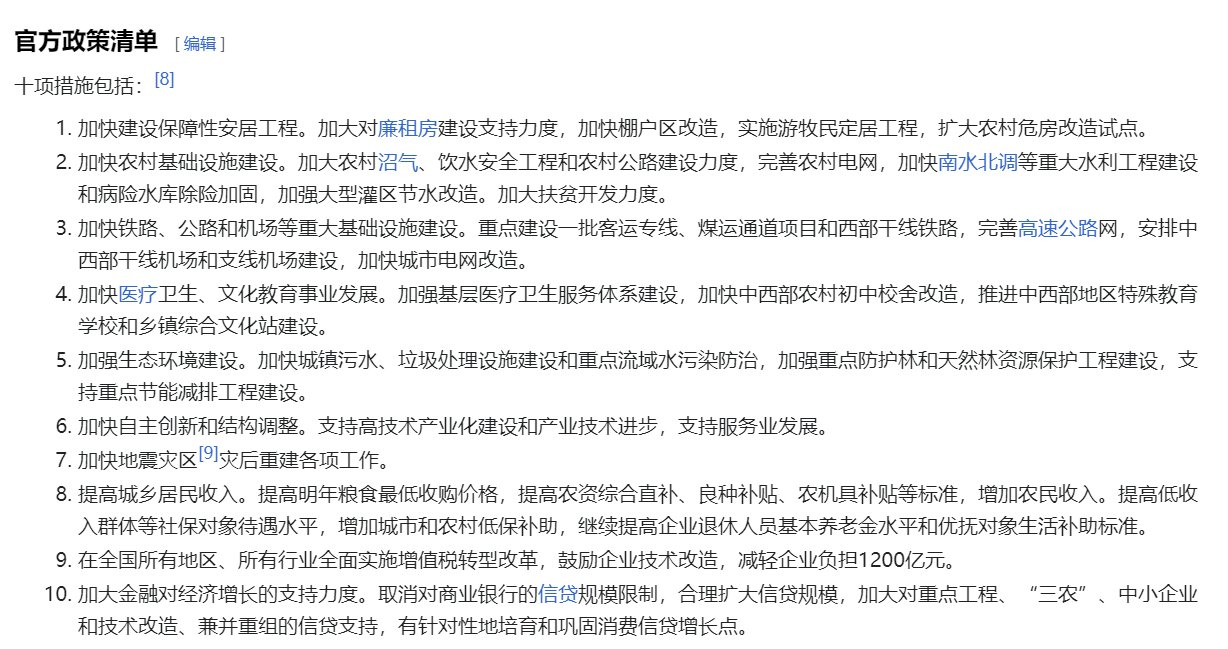 官方政策清单 [编辑]
十项措施包括：[8]
1. 加快建设保障性安居工程。加大对廉租房建设支持力度，加快棚户区改造，实施游牧民定居工程，扩大农村危房改造试点。
2. 加快农村基础设施建设。加大农村沼气、饮水安全工程和农村公路建设力度，完善农村电网，加快南水北调等重大水利工程建设
和病险水库除险加固，加强大型灌区节水改造。加大扶贫开发力度。
3. 加快铁路、公路和机场等重大基础设施建设。重点建设一批客运专线、煤运通道项目和西部干线铁路，完善高速公路网，安排中
西部干线机场和支线机场建设，加快城市电网改造。
4. 加快医疗卫生、文化教育事业发展。加强基层医疗卫生服务体系建设，加快中西部农村初中校舍改造，推进中西部地区特殊教育
学校和乡镇综合文化站建设。
5. 加强生态环境建设。加快城镇污水、垃圾处理设施建设和重点流域水污染防治，加强重点防护林和天然林资源保护工程建设，支
持重点节能减排工程建设。
6. 加快自主创新和结构调整。支持高技术产业化建设和产业技术进步，支持服务业发展。
7. 加快地震灾区[9]灾后重建各项工作。
8. 提高城乡居民收入。提高明年粮食最低收购价格，提高农资综合直补、良种补贴、农机具补贴等标准，增加农民收入。提高低收
入群体等社保对象待遇水平，增加城市和农村低保补助，继续提高企业退休人员基本养老金水平和优抚对象生活补助标准。
9. 在全国所有地区、所有行业全面实施增值税转型改革，鼓励企业技术改造，减轻企业负担1200亿元。
10. 加大金融对经济增长的支持力度。取消对商业银行的信贷规模限制，合理扩大信贷规模，加大对重点工程、“三农”、中小企业
和技术改造、兼并重组的信贷支持，有针对性地培育和巩固消费信贷增长点。